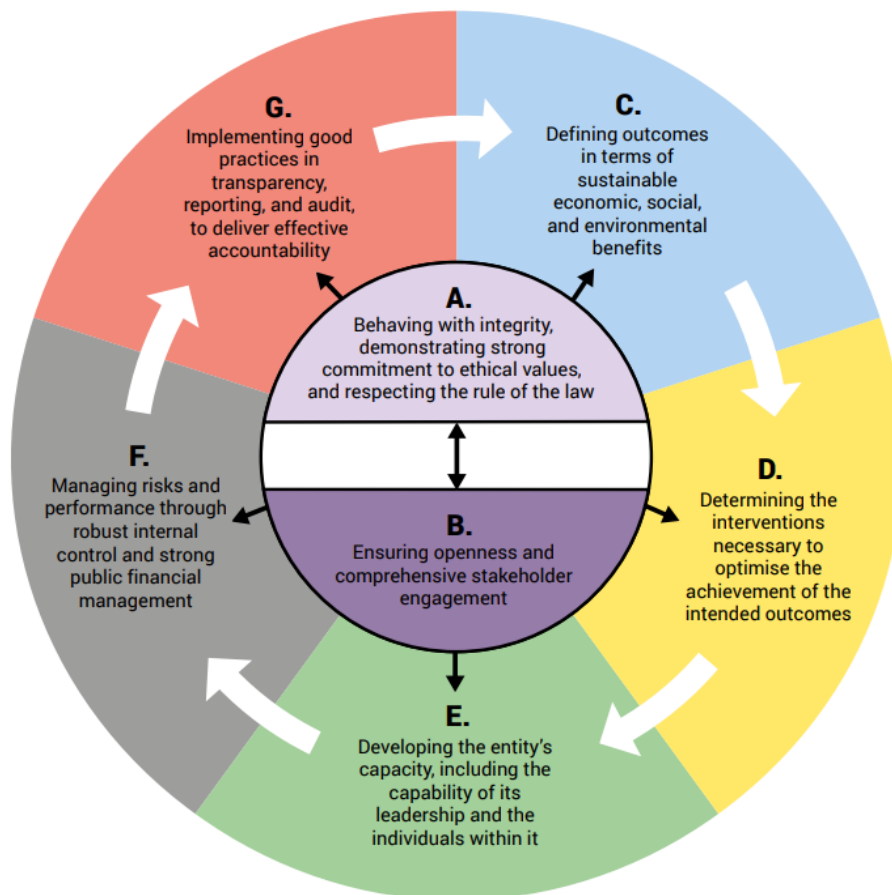 G.
Implementing good
practices in
transparency,
reporting, and audit,
to deliver effective
accountability
C.
Defining outcomes
in terms of
sustainable
economic, social,
and environmental
benefits
A.
Behaving with integrity,
demonstrating strong
commitment to ethical values,
and respecting the rule of the law
F.
Managing risks and
performance through
robust internal
control and strong
public financial
management
D.
Determining the
interventions
necessary to
optimise the
achievement of the
intended outcomes
B.
Ensuring openness and
comprehensive stakeholder
engagement
E.
Developing the entity's
capacity, including the
capability of its
leadership and the
individuals within it